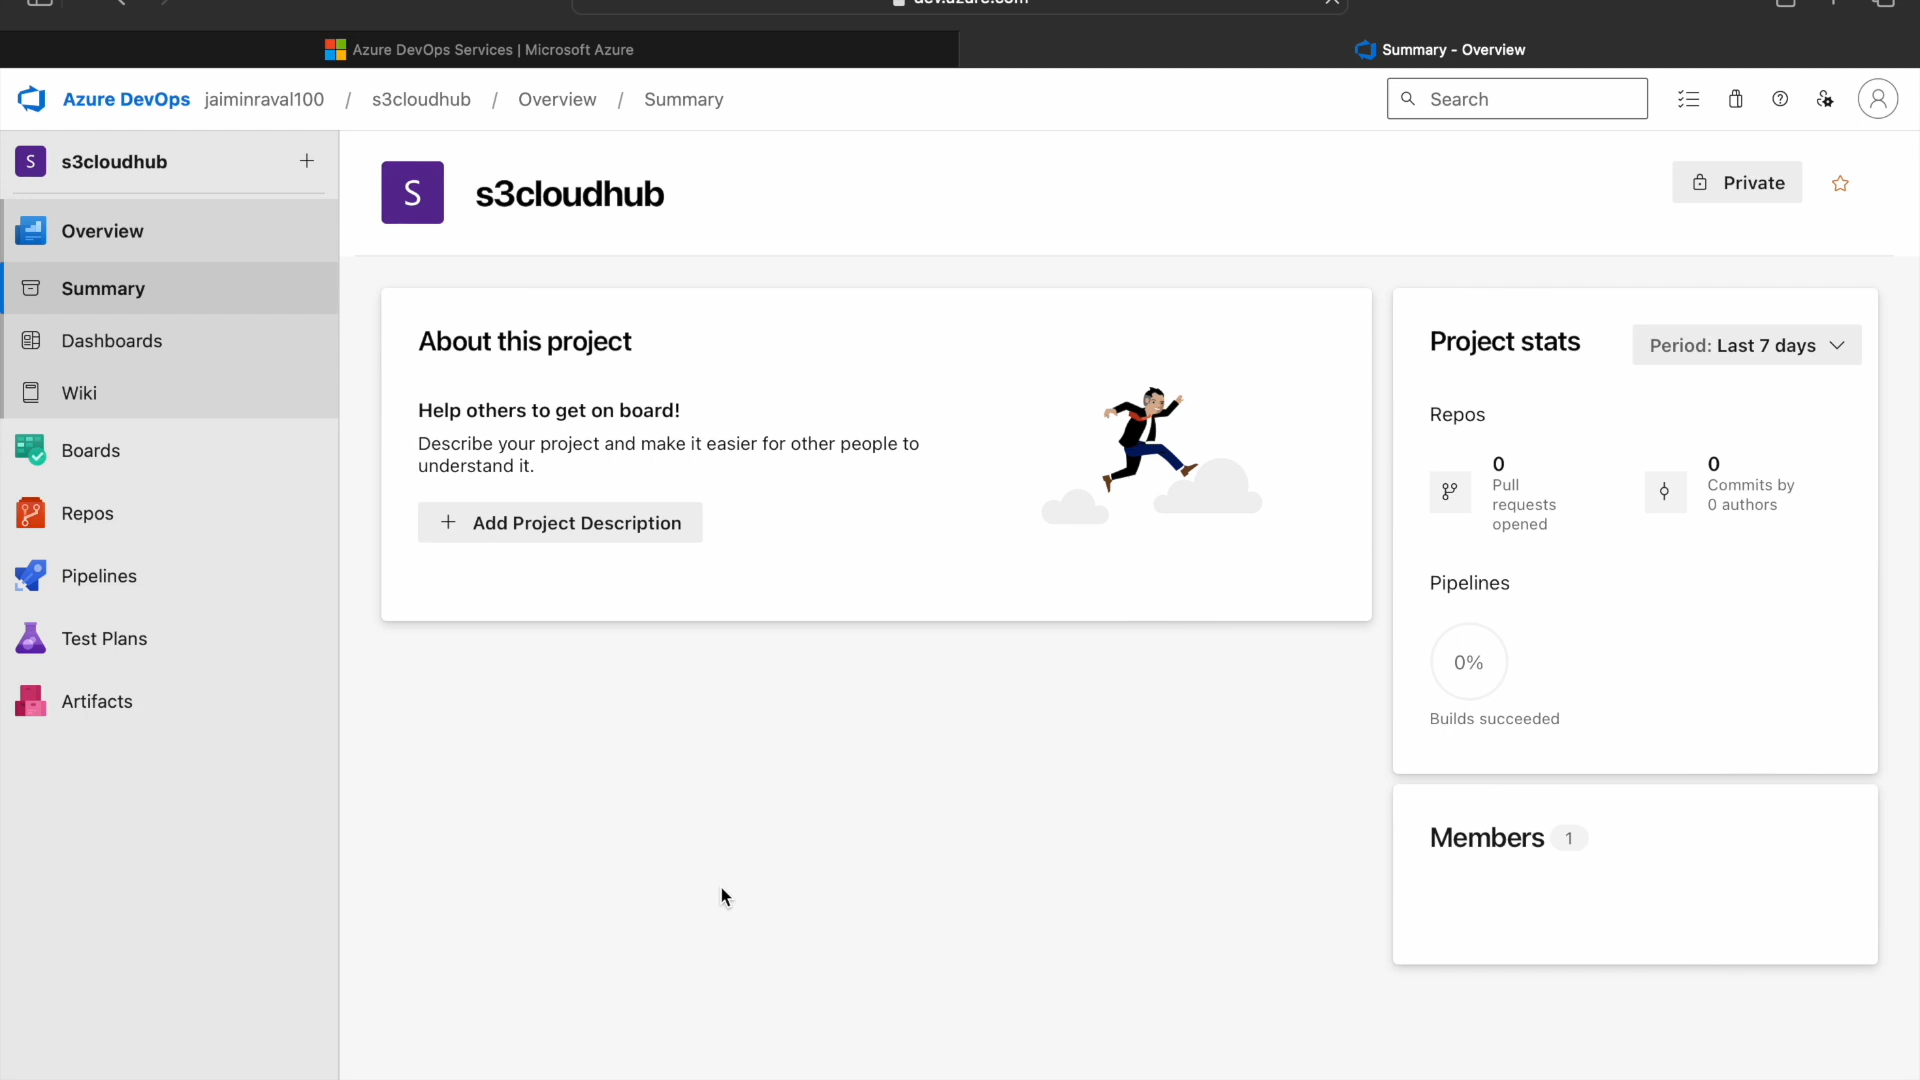 dev.azure.com
Azure DevOps Services | Microsoft Azure
Summary - Overview
Azure DevOps jaiminraval100 / s3cloudhub / Overview / Summary
Search
S s3cloudhub +
Overview
Summary
Dashboards
Wiki
Boards
Repos
Pipelines
Test Plans
Artifacts
S s3cloudhub
Private
About this project
Help others to get on board!
Describe your project and make it easier for other people to
understand it.
+ Add Project Description
Project stats
Period: Last 7 days
Repos
0
Pull
requests
opened
0
Commits by
0 authors
Pipelines
0%
Builds succeeded
Members 1